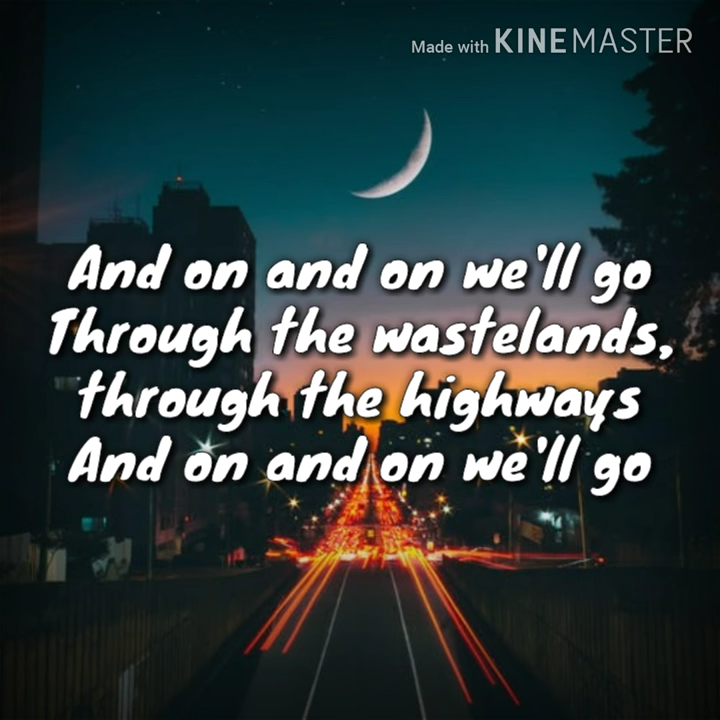 Made with KINEMASTER
And on and on we'll go
Through the wastelands,
through the highways
And on and on we'll go